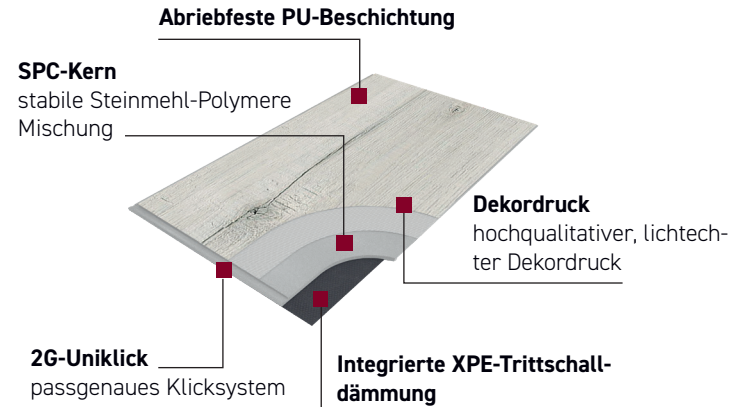 Abriebfeste PU-Beschichtung
SPC-Kern
stabile Steinmehl-Polymere
Mischung
Dekordruck
hochqualitativer, lichtech-
ter Dekordruck
2G-Uniklick
passgenaues Klicksystem
Integrierte XPE-Trittschall-
dämmung